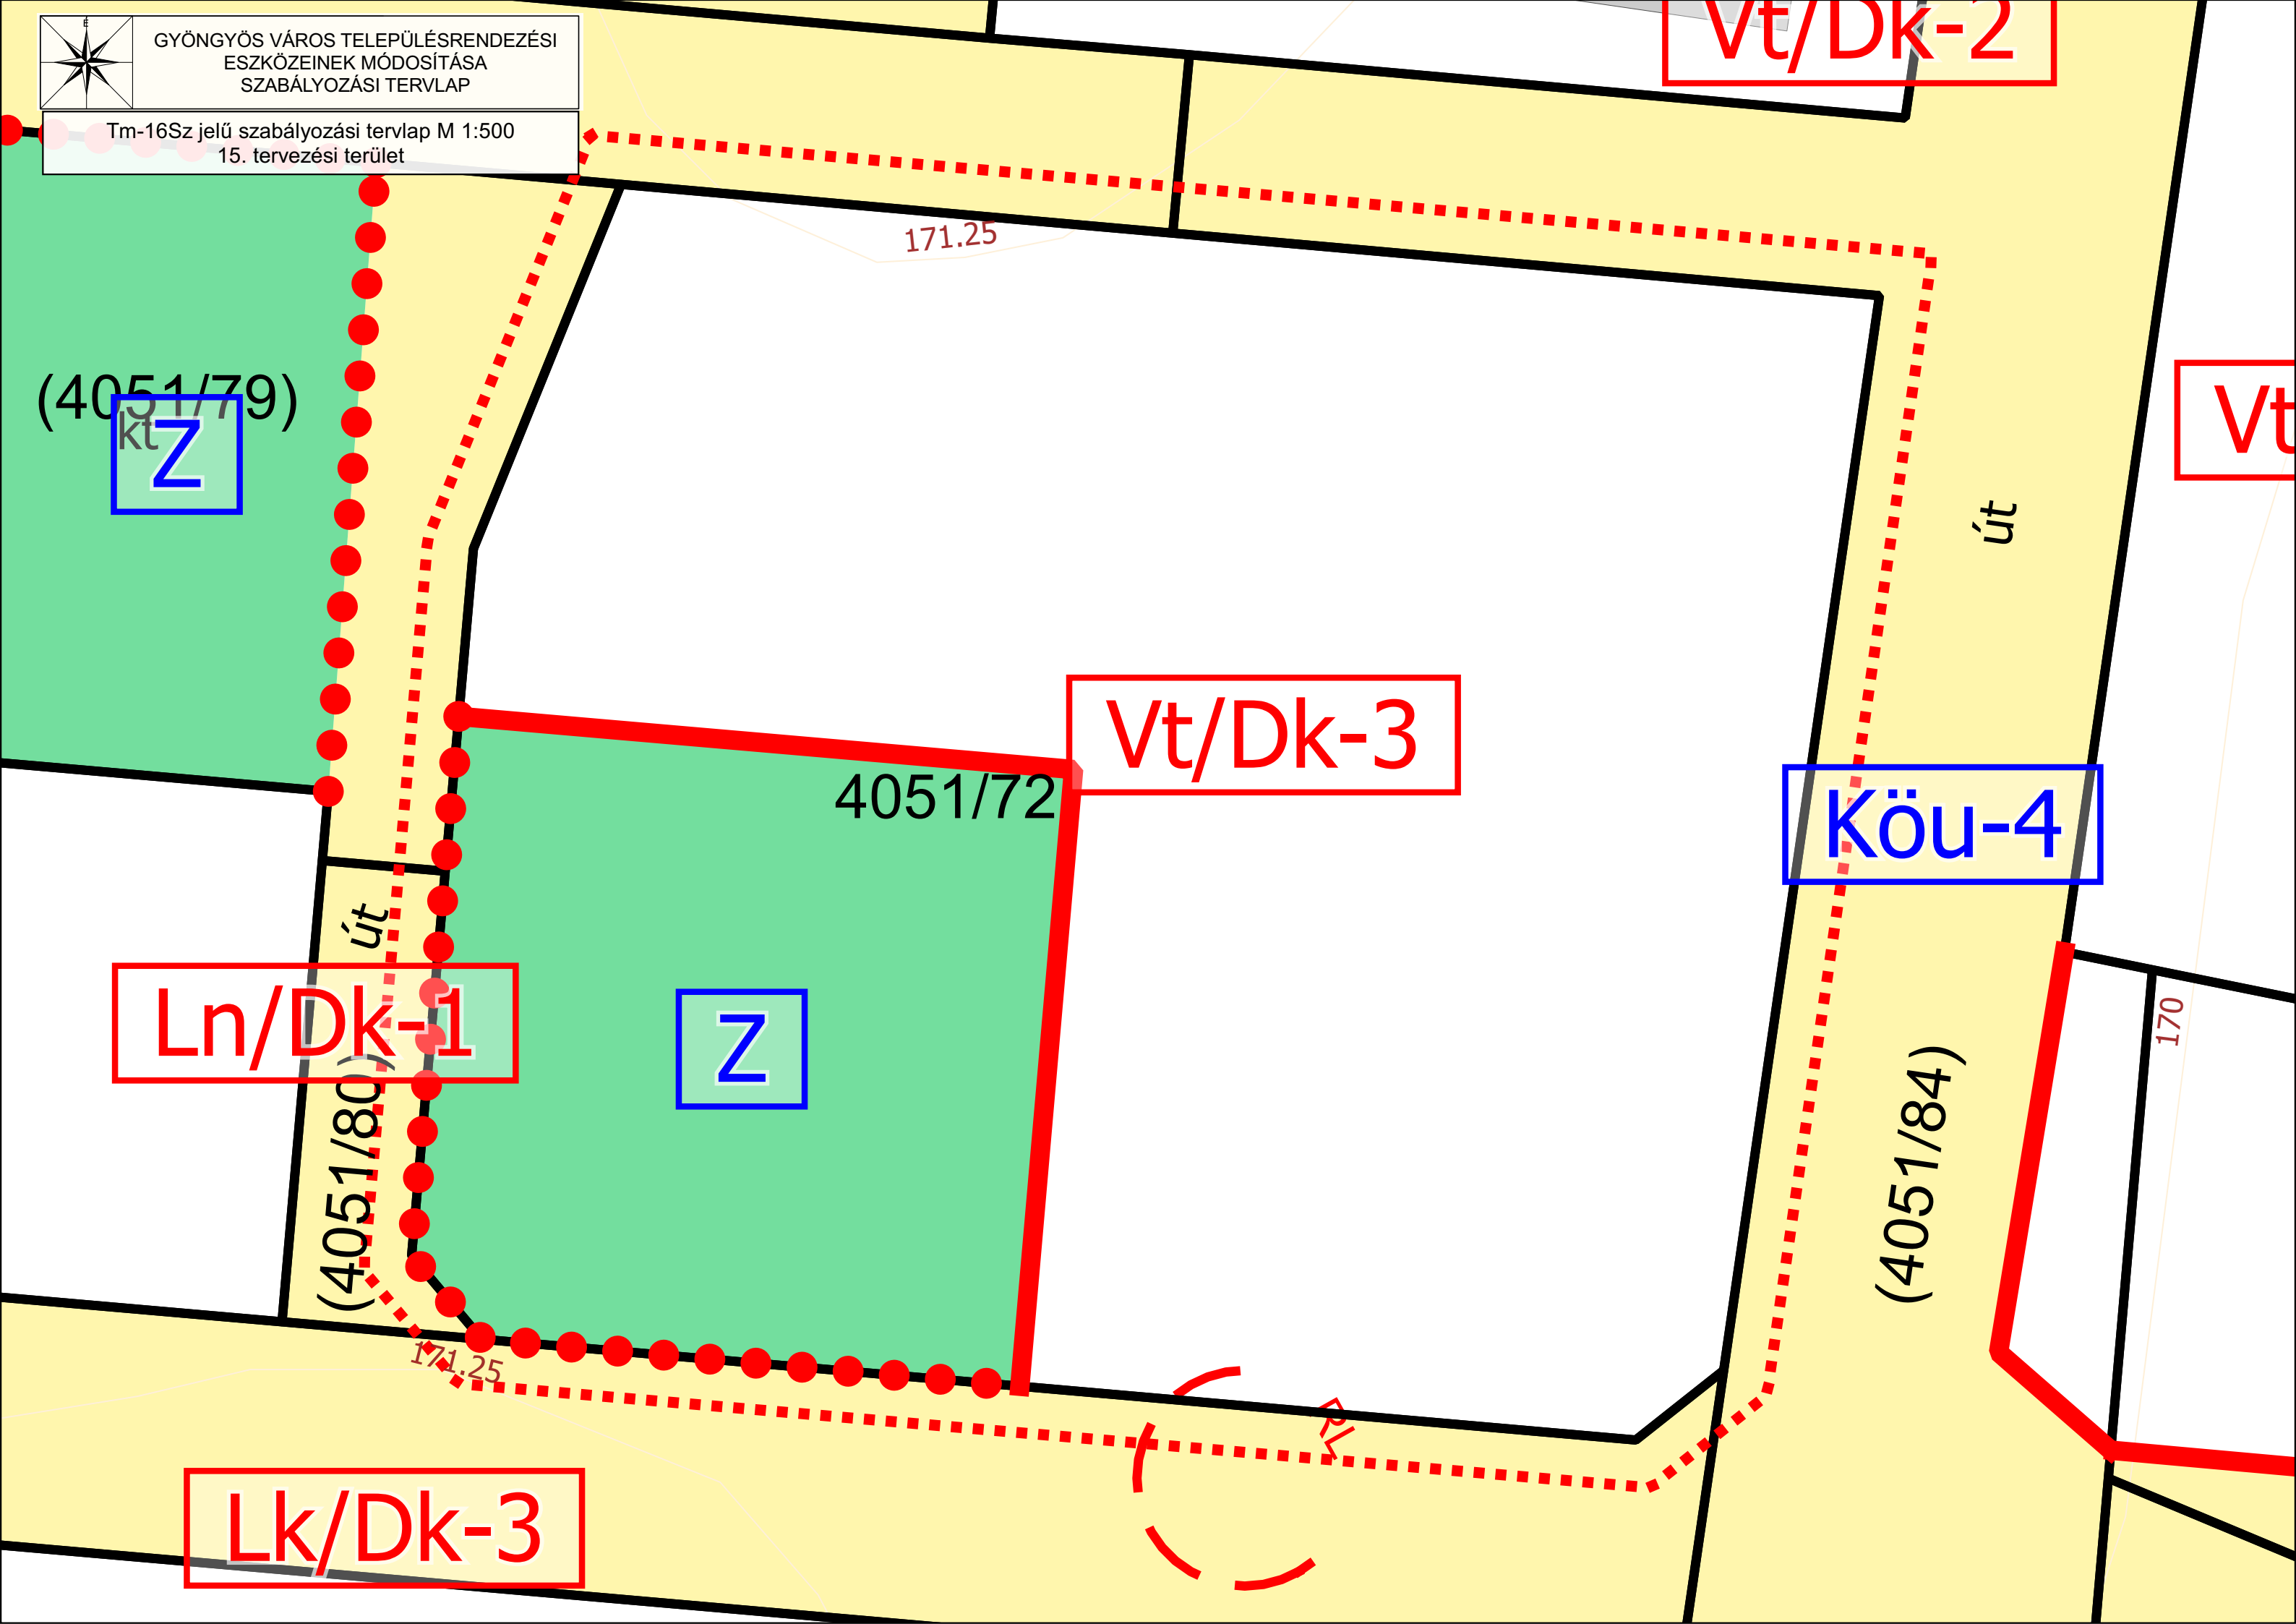 É
GYÖNGYÖS VÁROS TELEPÜLÉSRENDEZÉSI
ESZKÖZEINEK MÓDOSÍTÁSA
SZABÁLYOZÁSI TERVLAP
Tm-16Sz jelű szabályozási tervlap M 1:500
15. tervezési terület
Vt/Dk-2
171.25
(4051/79)
kt
Z
Vt
út
Vt/Dk-3
4051/72
Köu-4
út
Ln/Dk-1
Z
170
(4051/80)
(4051/84)
171.25
Lk/Dk-3